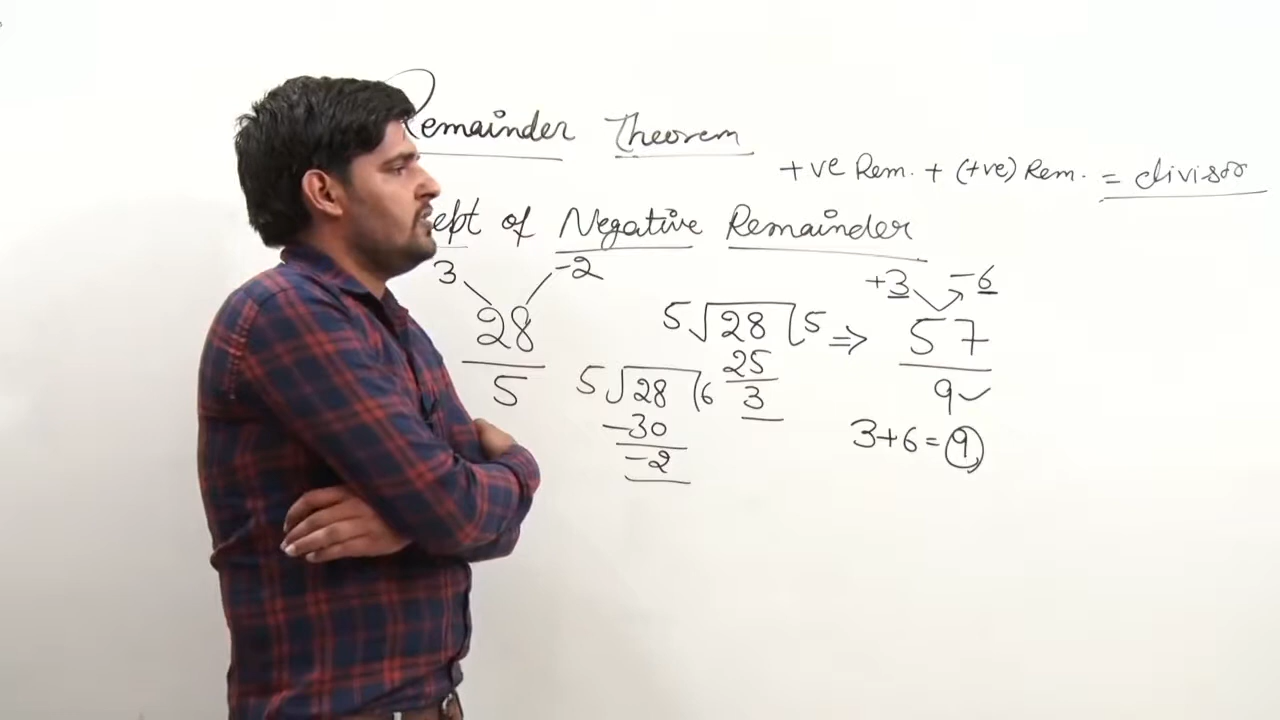 Remainder Theorem
+ve Rem. + (+ve) Rem. = divisor
ept of Negative Remainder
3 -2
28
5
5 28 5
25
3
5 28 6
-30
-2
⇒
+3 -6
57
9✓
3+6=9